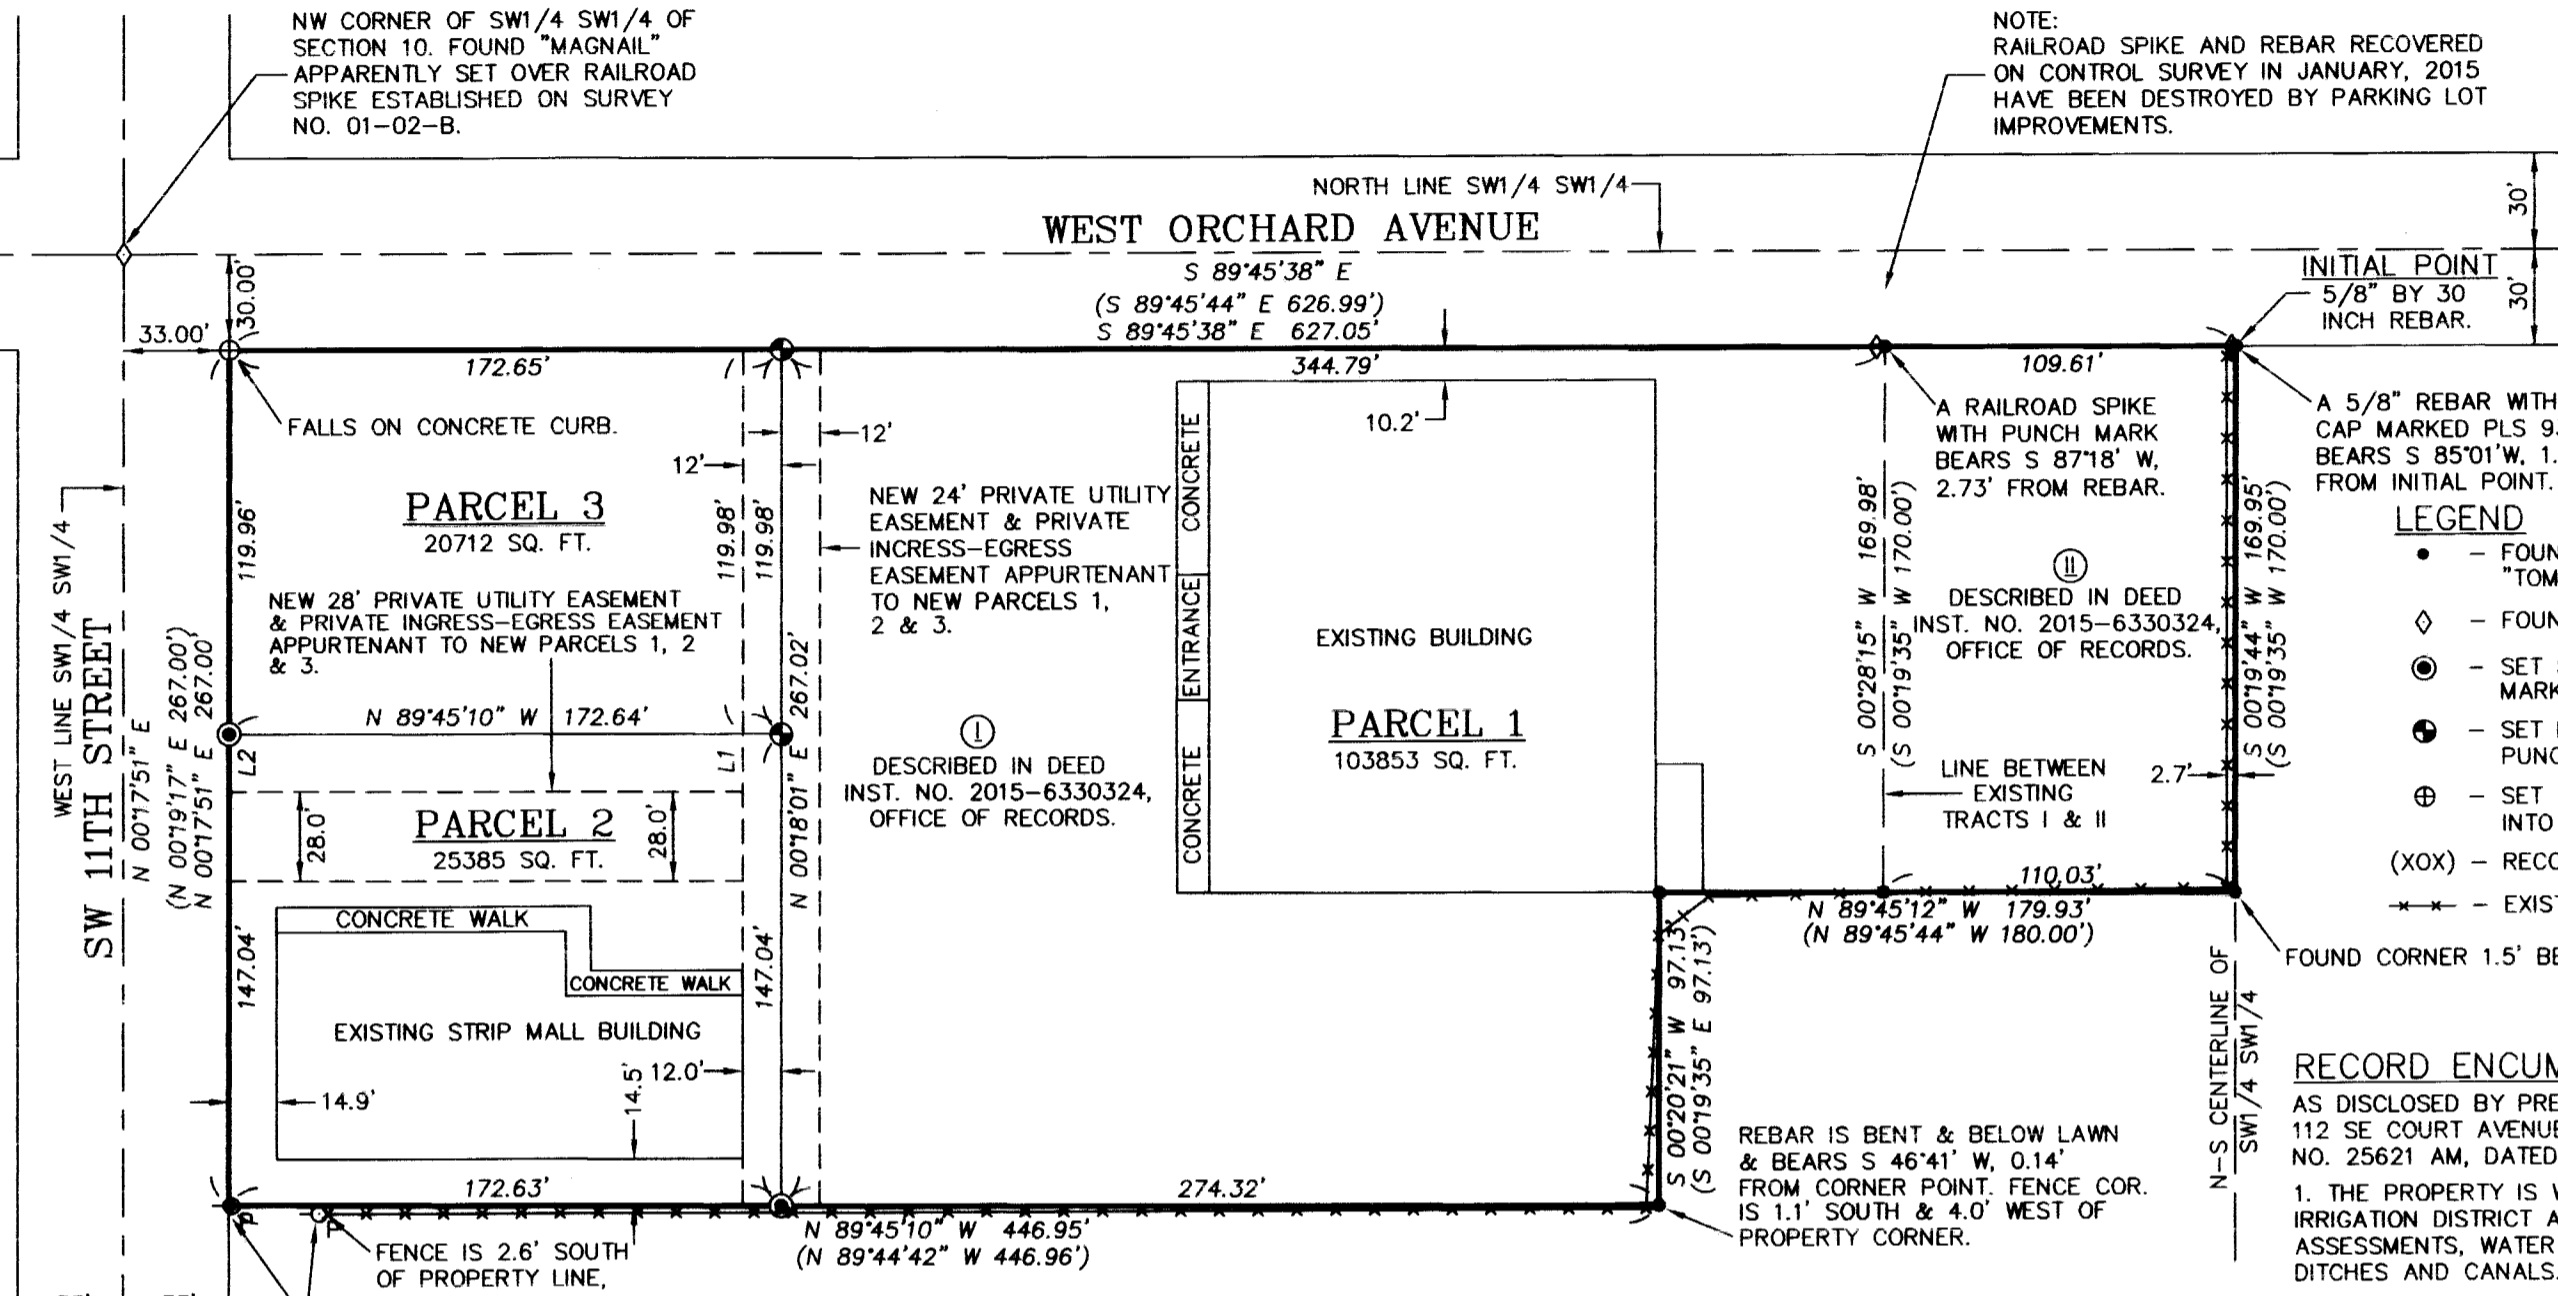 NW CORNER OF SW1/4 SW1/4 OF
SECTION 10. FOUND "MAGNAIL"
APPARENTLY SET OVER RAILROAD
SPIKE ESTABLISHED ON SURVEY
NO. 01-02-B.
NOTE:
RAILROAD SPIKE AND REBAR RECOVERED
ON CONTROL SURVEY IN JANUARY, 2015
HAVE BEEN DESTROYED BY PARKING LOT
IMPROVEMENTS.
NORTH LINE SW1/4 SW1/4
WEST ORCHARD AVENUE
S 89°45'38" E
(S 89°45'44" E 626.99')
S 89°45'38" E 627.05'
30'
30'
INITIAL POINT
5/8" BY 30
INCH REBAR.
33.00'
30.00'
172.65'
344.79'
109.61'
FALLS ON CONCRETE CURB.
12'
12'
10.2'
A RAILROAD SPIKE
WITH PUNCH MARK
BEARS S 87°18' W,
2.73' FROM REBAR.
A 5/8" REBAR WITH
CAP MARKED PLS 9
BEARS S 85°01'W, 1.
FROM INITIAL POINT.
PARCEL 3
20712 SQ. FT.
119.96'
119.98'
119.98'
NEW 24' PRIVATE UTILITY
EASEMENT & PRIVATE
INCRESS-EGRESS
EASEMENT APPURTENANT
TO NEW PARCELS 1,
2 & 3.
NEW 28' PRIVATE UTILITY EASEMENT
& PRIVATE INGRESS-EGRESS EASEMENT
APPURTENANT TO NEW PARCELS 1, 2
& 3.
CONCRETE
ENTRANCE
CONCRETE
EXISTING BUILDING
PARCEL 1
103853 SQ. FT.
S 00°28'15" W 169.98'
(S 00°19'35" W 170.00')
II
DESCRIBED IN DEED
INST. NO. 2015-6330324,
OFFICE OF RECORDS.
S 00°19'44" W 169.95'
(S 00°19'35" W 170.00')
LEGEND
- FOUN
"TOM
- FOUN
- SET
MARK
- SET
PUNC
- SET
INTO
(XOX) - RECO
- EXIST
WEST LINE SW1/4 SW1/4
SW 11TH STREET
N 00°17'51" E
(N 00°19'17" E 267.00')
N 00°17'51" E 267.00'
N 89°45'10" W 172.64'
L2
L1
N 00°18'01" E 267.02'
I
DESCRIBED IN DEED
INST. NO. 2015-6330324,
OFFICE OF RECORDS.
LINE BETWEEN
EXISTING
TRACTS I & II
2.7'
28.0'
PARCEL 2
25385 SQ. FT.
28.0'
110.03'
N 89°45'12" W 179.93'
(N 89°45'44" W 180.00')
FOUND CORNER 1.5' BE
CONCRETE WALK
CONCRETE WALK
147.04'
147.04'
EXISTING STRIP MALL BUILDING
14.9'
14.5'
12.0'
S 00°20'21" W 97.13'
(S 00°19'35" E 97.13')
N-S CENTERLINE OF
SW1/4 SW1/4
REBAR IS BENT & BELOW LAWN
& BEARS S 46°41' W, 0.14'
FROM CORNER POINT. FENCE COR.
IS 1.1' SOUTH & 4.0' WEST OF
PROPERTY CORNER.
RECORD ENCUM
AS DISCLOSED BY PRE
112 SE COURT AVENUE
NO. 25621 AM, DATED
1. THE PROPERTY IS
IRRIGATION DISTRICT A
ASSESSMENTS, WATER
DITCHES AND CANALS.
172.63'
274.32'
P
P
N 89°45'10" W 446.95'
(N 89°44'42" W 446.96')
FENCE IS 2.6' SOUTH
OF PROPERTY LINE,